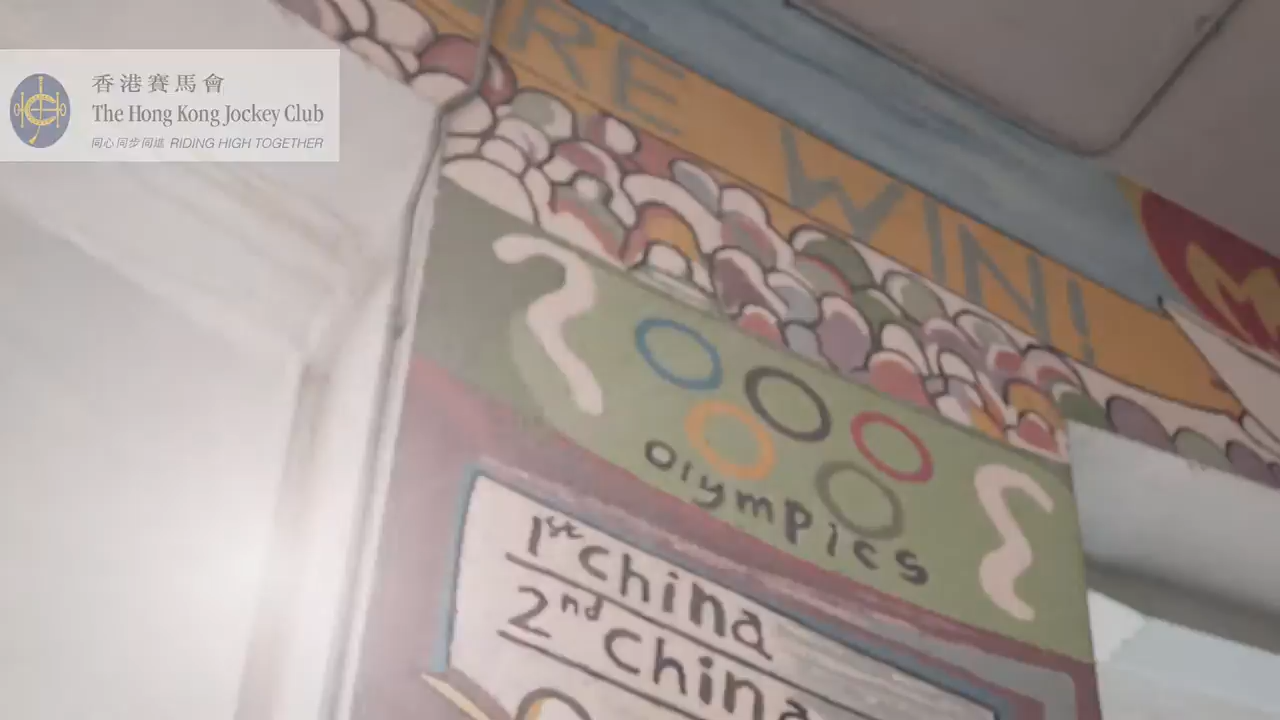 香港賽馬會
The Hong Kong Jockey Club
同心同步同進 RIDING HIGH TOGETHER
RE WIN!
Olympics
1st China
2nd China